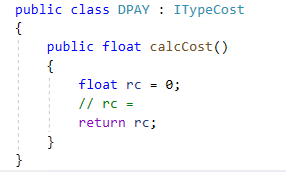 public class DPAY : ITypeCost
{
    public float calcCost()
    {
        float rc = 0;
        // rc =
        return rc;
    }
}